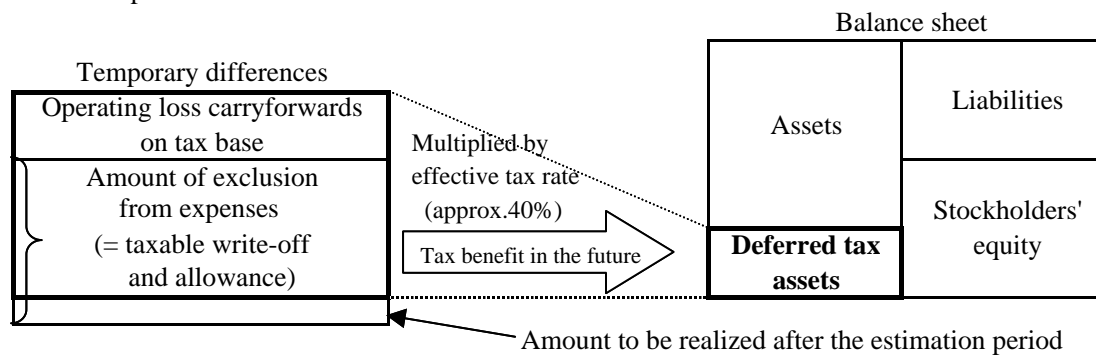 Balance sheet
Temporary differences
Operating loss carryforwards
on tax base
Amount of exclusion
from expenses
(= taxable write-off
and allowance)
Multiplied by
effective tax rate
(approx.40%)
Tax benefit in the future
Assets
Liabilities
Deferred tax
assets
Stockholders'
equity
Amount to be realized after the estimation period